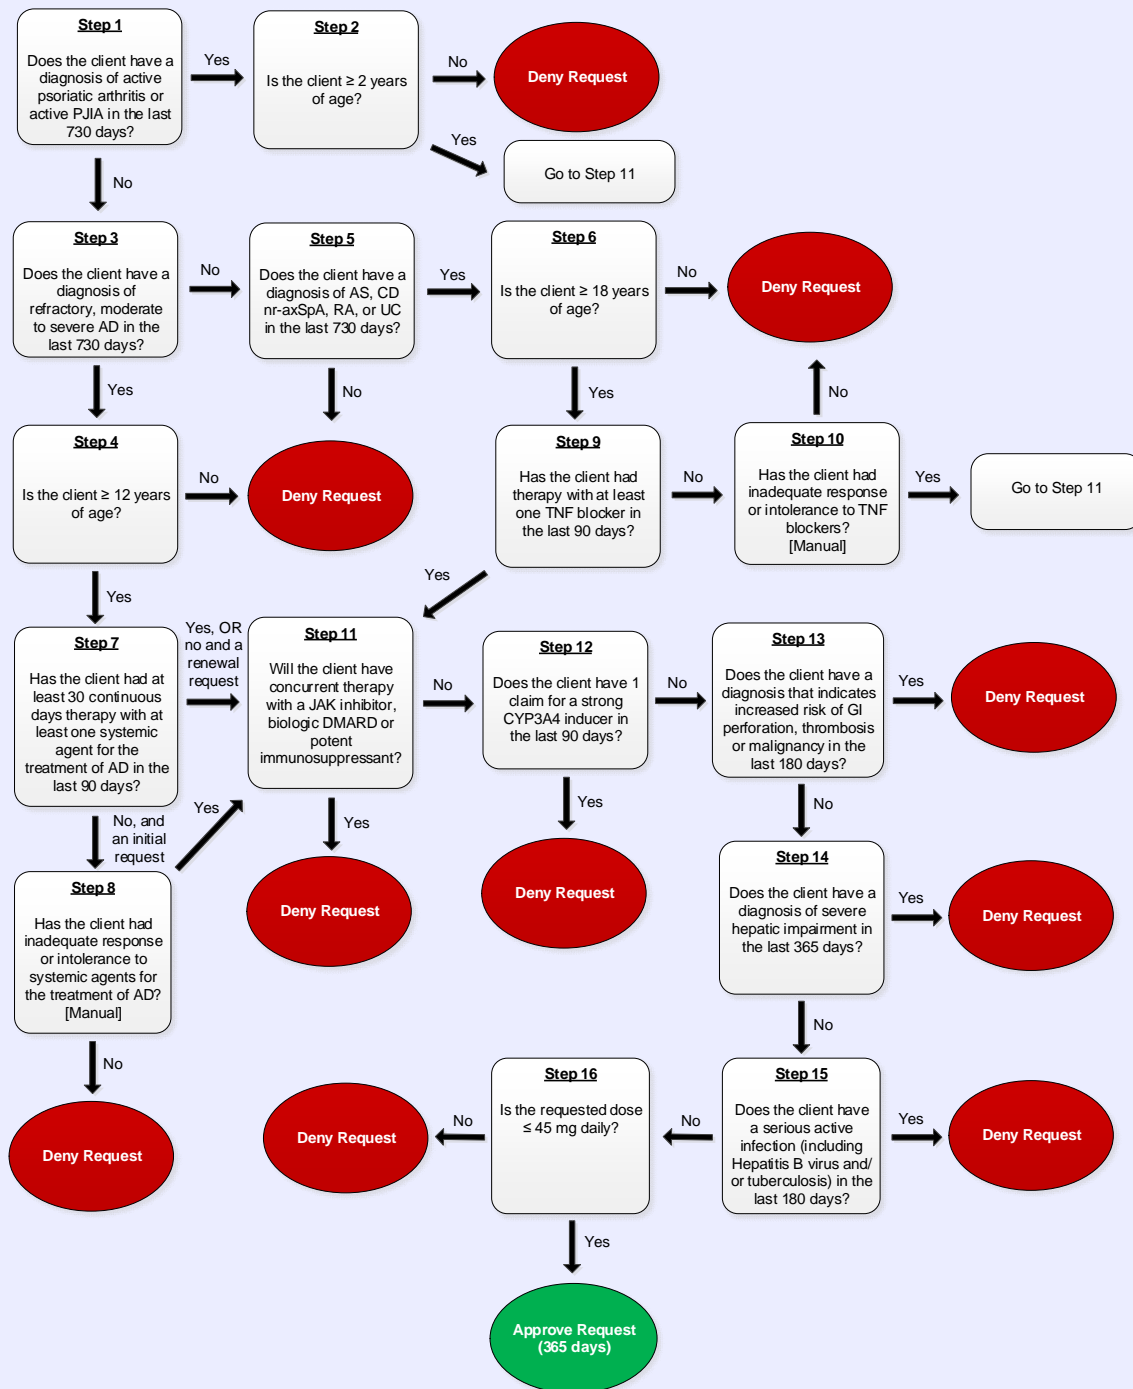 Step 1
Does the client have a
diagnosis of active
psoriatic arthritis or
active PJIA in the last
730 days?
Yes
No
Step 2
Is the client ≥ 2 years
of age?
No
Yes
Deny Request
Go to Step 11
Step 3
Does the client have a
diagnosis of
refractory, moderate
to severe AD in the
last 730 days?
No
Yes
Step 5
Does the client have a
diagnosis of AS, CD
nr-axSpA, RA, or UC
in the last 730 days?
Yes
No
Step 6
Is the client ≥ 18 years
of age?
No
Yes
Deny Request
Step 4
Is the client ≥ 12 years
of age?
No
Yes
Deny Request
Step 9
Has the client had
therapy with at least
one TNF blocker in
the last 90 days?
No
Yes
Step 10
Has the client had
inadequate response
or intolerance to TNF
blockers?
[Manual]
No
Yes
Go to Step 11
Step 7
Has the client had at
least 30 continuous
days therapy with at
least one systemic
agent for the
treatment of AD in the
last 90 days?
Yes, OR
no and a
renewal
request
No, and
an initial
request
Step 11
Will the client have
concurrent therapy
with a JAK inhibitor,
biologic DMARD or
potent
immunosuppressant?
No
Yes
Step 12
Does the client have 1
claim for a strong
CYP3A4 inducer in
the last 90 days?
No
Yes
Step 13
Does the client have a
diagnosis that indicates
increased risk of GI
perforation, thrombosis
or malignancy in the
last 180 days?
Yes
No
Deny Request
Step 8
Has the client had
inadequate response
or intolerance to
systemic agents for
the treatment of AD?
[Manual]
Yes
No
Deny Request
Deny Request
Deny Request
Step 14
Does the client have a
diagnosis of severe
hepatic impairment in
the last 365 days?
Yes
No
Deny Request
Step 15
Does the client have
a serious active
infection (including
Hepatitis B virus and/
or tuberculosis) in the
last 180 days?
Yes
No
Deny Request
Step 16
Is the requested dose
≤ 45 mg daily?
No
Yes
Deny Request
Approve Request
(365 days)